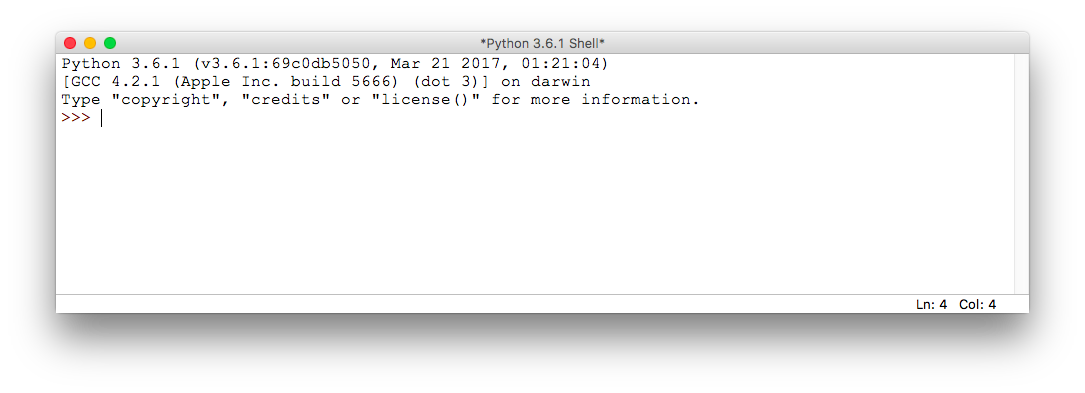 *Python 3.6.1 Shell*
Python 3.6.1 (v3.6.1:69c0db5050, Mar 21 2017, 01:21:04)
[GCC 4.2.1 (Apple Inc. build 5666) (dot 3)] on darwin
Type "copyright", "credits" or "license()" for more information.
>>>
Ln: 4 Col: 4